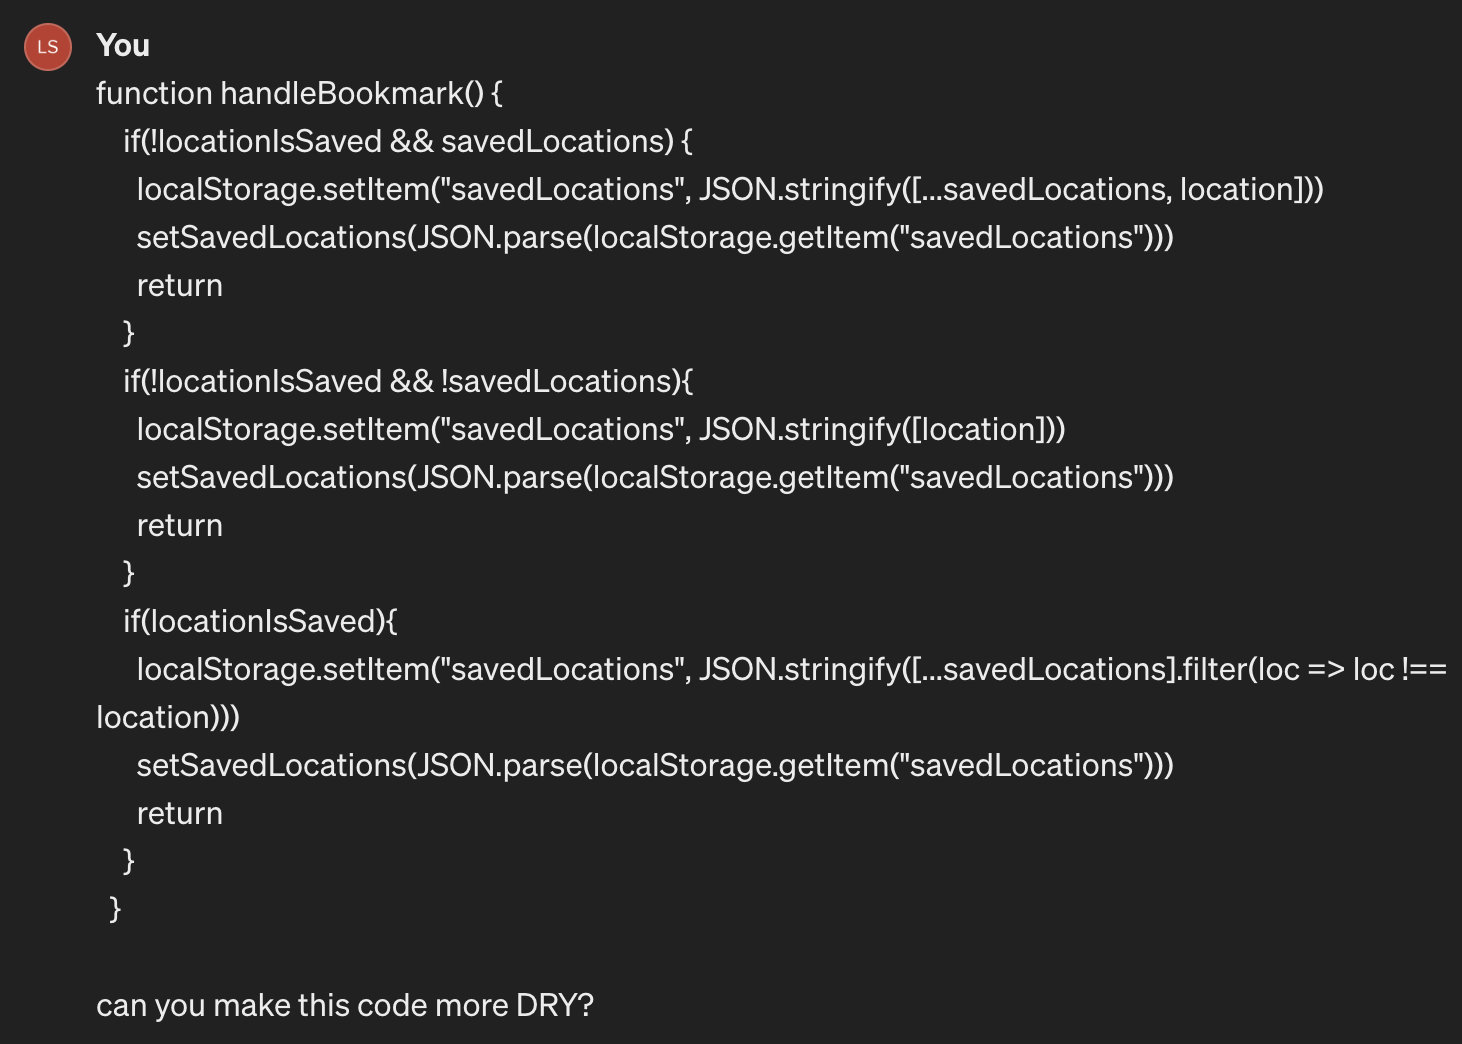 LS
You
function handleBookmark() {
if(!locationIsSaved && savedLocations) {
localStorage.setItem("savedLocations", JSON.stringify([...savedLocations, location]))
setSavedLocations(JSON.parse(localStorage.getItem("savedLocations")))
return
}
if(!locationIsSaved && !savedLocations){
localStorage.setItem("savedLocations", JSON.stringify([location]))
setSavedLocations(JSON.parse(localStorage.getItem("savedLocations")))
return
}
if(locationIsSaved){
localStorage.setItem("savedLocations", JSON.stringify([...savedLocations].filter(loc => loc !==
location)))
setSavedLocations(JSON.parse(localStorage.getItem("savedLocations")))
return
}
}
can you make this code more DRY?